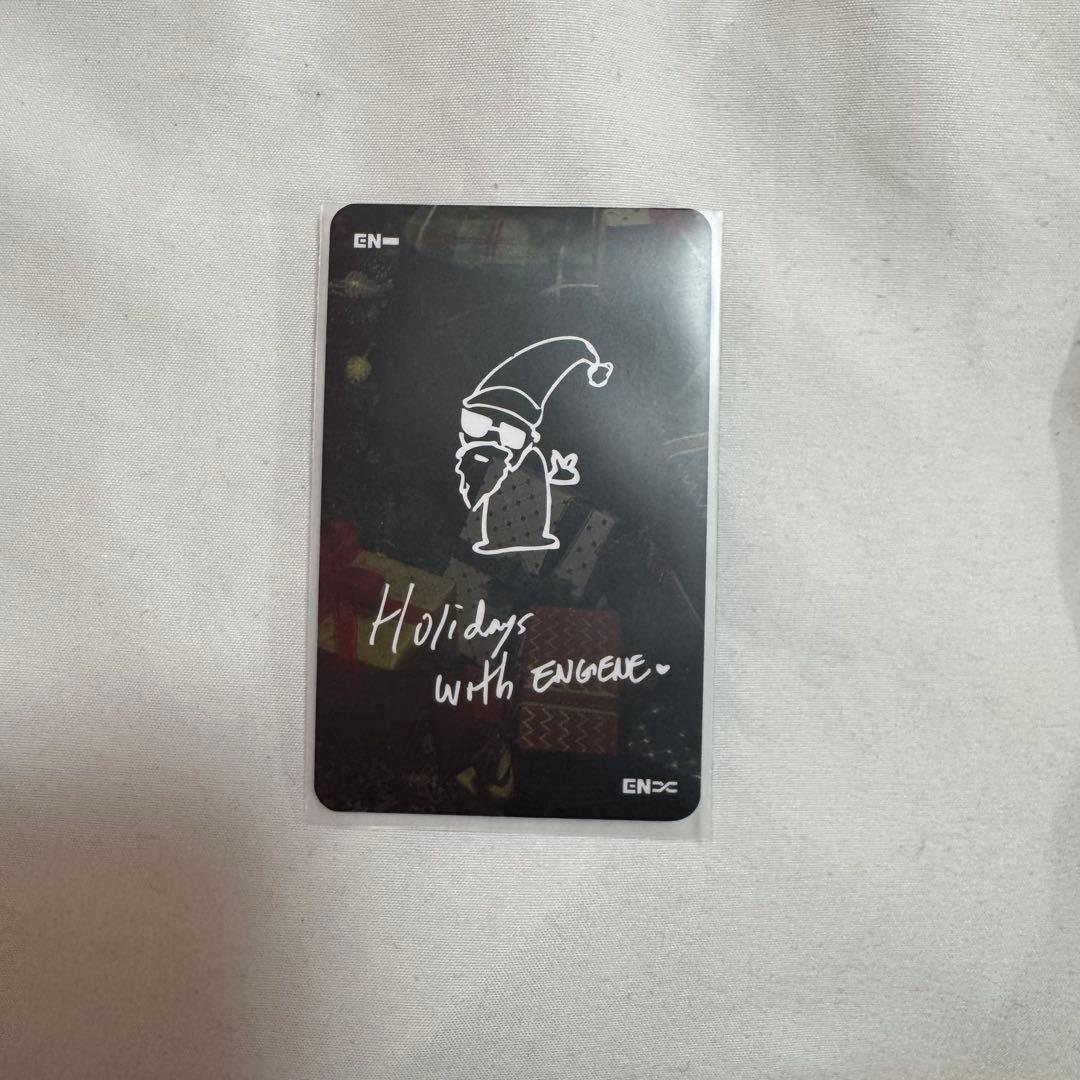 EN-
Holidays
with ENGENE
EN